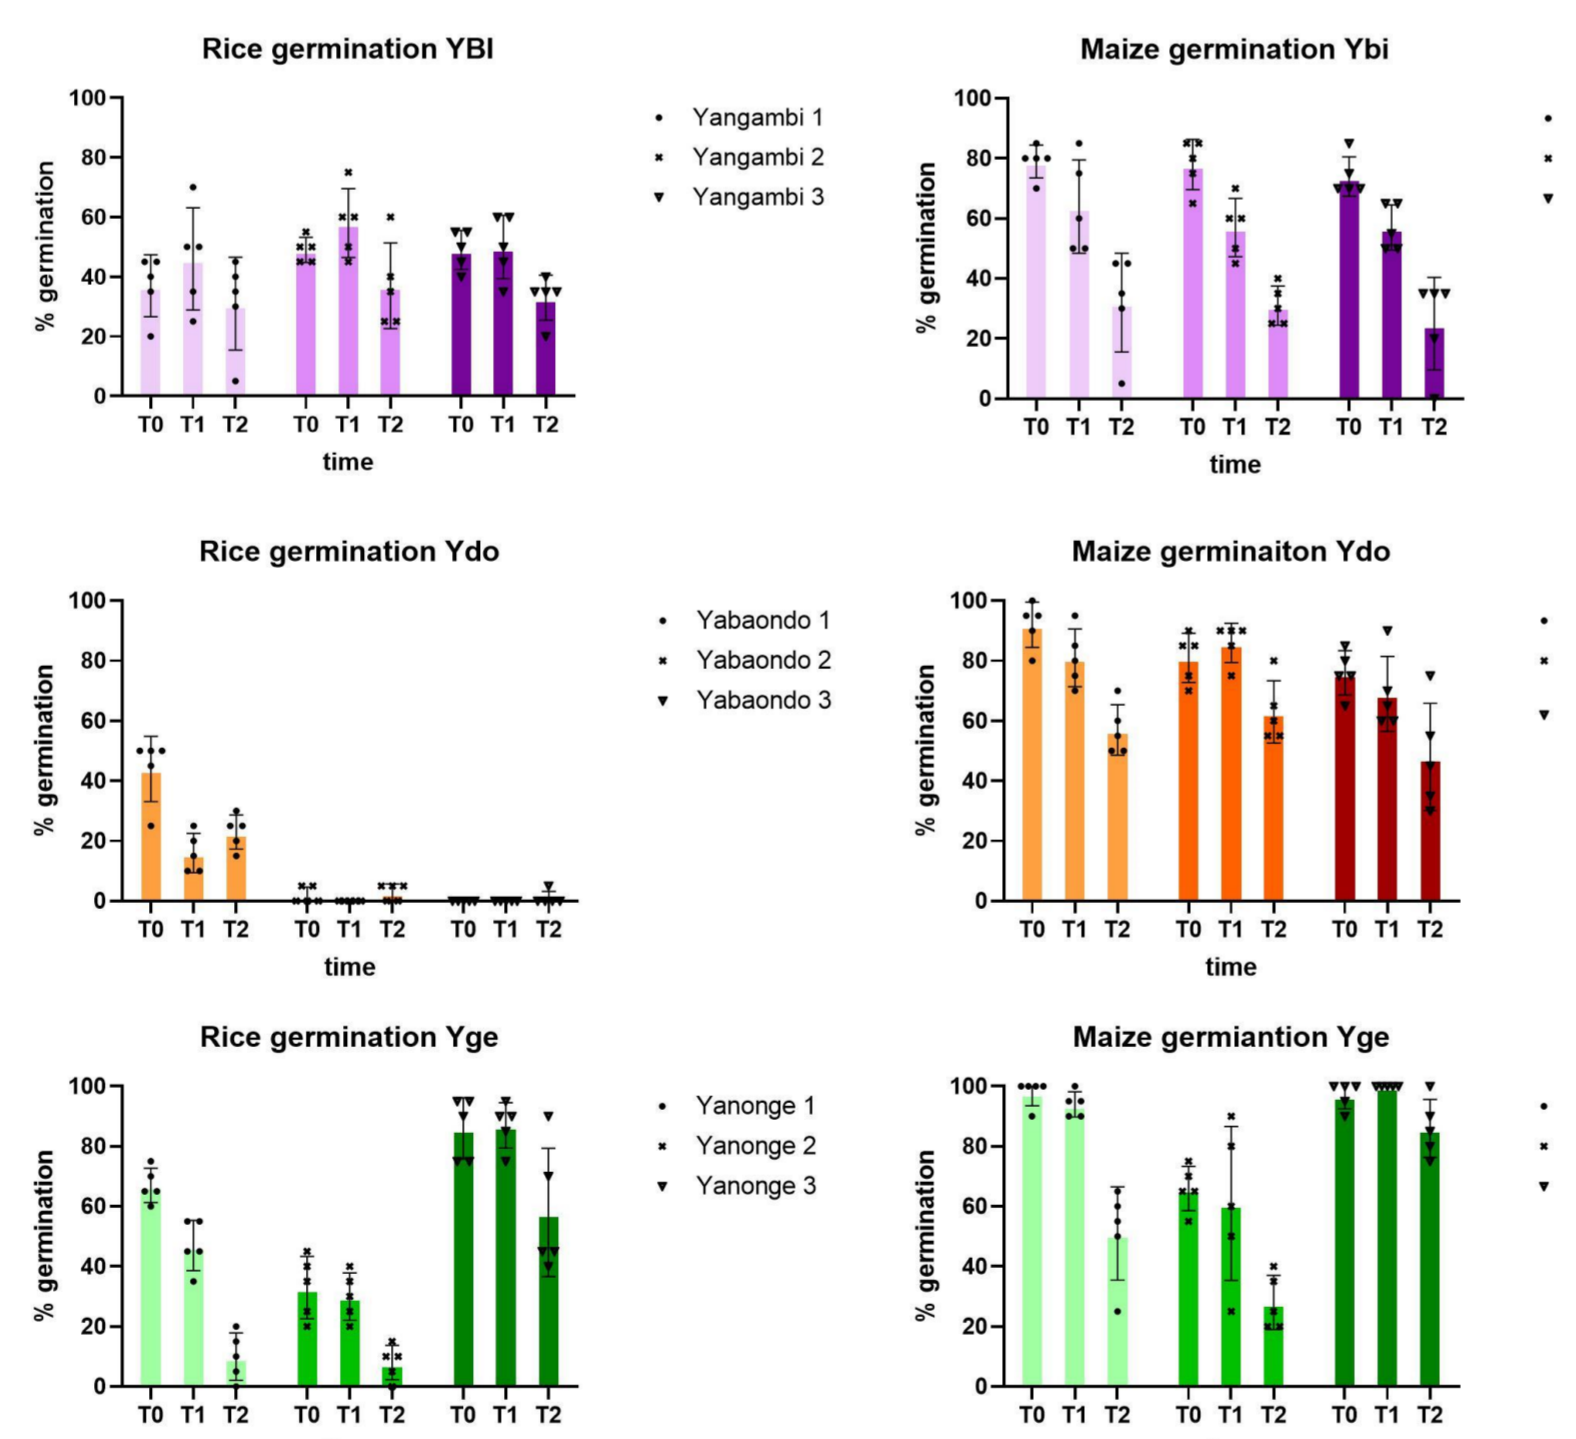 Rice germination YBI
% germination
100
80
60
40
20
0
T0 T1 T2 T0 T1 T2 T0 T1 T2
time
Yangambi 1
Yangambi 2
Yangambi 3
Maize germination Ybi
% germination
100
80
60
40
20
0
T0 T1 T2 T0 T1 T2 T0 T1 T2
time
Rice germination Ydo
% germination
100
80
60
40
20
0
T0 T1 T2 T0 T1 T2 T0 T1 T2
time
Yabaondo 1
Yabaondo 2
Yabaondo 3
Maize germinaiton Ydo
% germination
100
80
60
40
20
0
T0 T1 T2 T0 T1 T2 T0 T1 T2
time
Rice germination Yge
% germination
100
80
60
40
20
0
T0 T1 T2 T0 T1 T2 T0 T1 T2
Yanonge 1
Yanonge 2
Yanonge 3
Maize germiantion Yge
% germination
100
80
60
40
20
0
T0 T1 T2 T0 T1 T2 T0 T1 T2